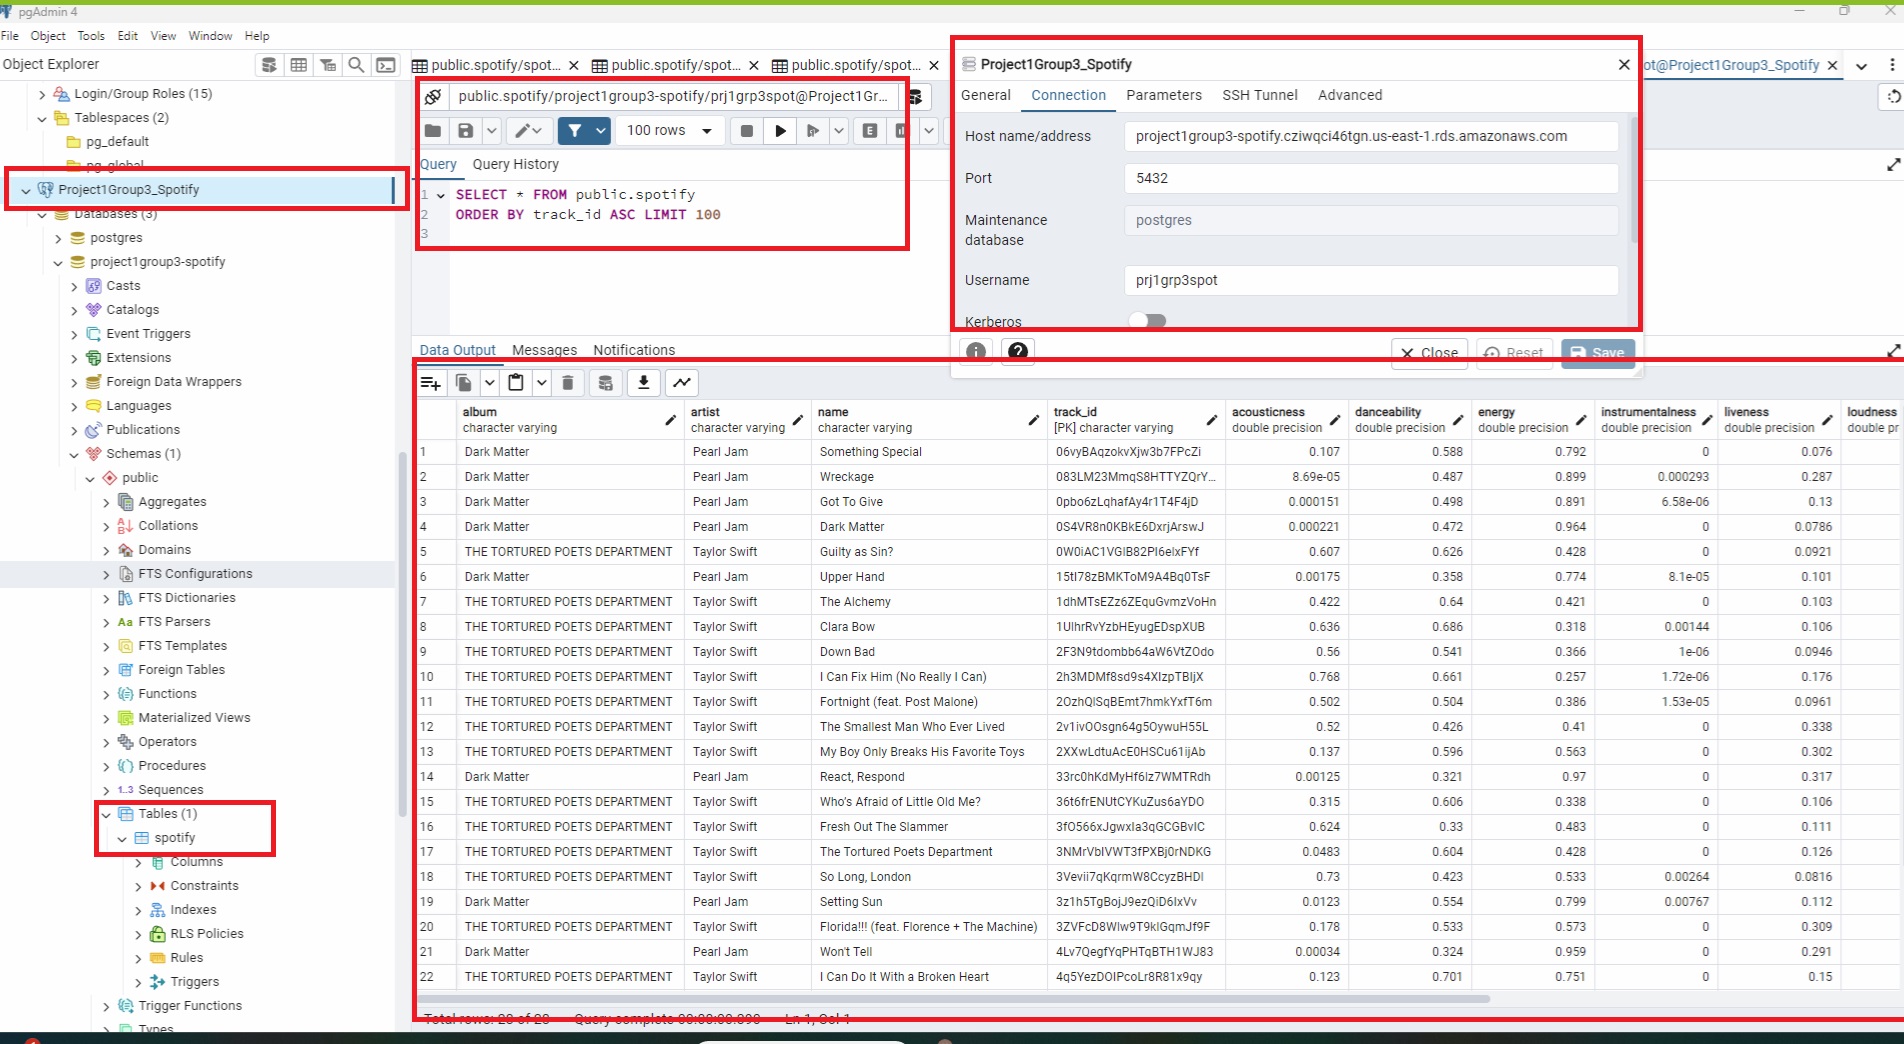 pgAdmin 4
File Object Tools Edit View Window Help
Object Explorer
Login/Group Roles (15)
Tablespaces (2)
pg_default
pg_global
Project1Group3_Spotify
Databases (3)
postgres
project1group3-spotify
Casts
Catalogs
Event Triggers
Extensions
Foreign Data Wrappers
Languages
Publications
Schemas (1)
public
Aggregates
Collations
Domains
FTS Configurations
FTS Dictionaries
FTS Parsers
FTS Templates
Foreign Tables
Functions
Materialized Views
Operators
Procedures
Sequences
Tables (1)
spotify
Columns
Constraints
Indexes
RLS Policies
Rules
Triggers
Trigger Functions
Types
public.spotify/spot... public.spotify/spot... public.spotify/spot...
ot@Project1Group3_Spotify
public.spotify/project1group3-spotify/prj1grp3spot@Project1Gr...
100 rows
Query Query History
1 SELECT * FROM public.spotify
2 ORDER BY track_id ASC LIMIT 100
3
Project1Group3_Spotify
General Connection Parameters SSH Tunnel Advanced
Host name/address project1group3-spotify.cziwqci46tgn.us-east-1.rds.amazonaws.com
Port 5432
Maintenance database postgres
Username prj1grp3spot
Kerberos
Close Reset Save
Data Output Messages Notifications
album artist name track_id acousticness danceability energy instrumentalness liveness loudness
character varying character varying character varying [PK] character varying double precision double precision double precision double precision double precision double pr
1 Dark Matter Pearl Jam Something Special 06vyBAqzokvXjw3b7FPcZi 0.107 0.588 0.792 0 0.076
2 Dark Matter Pearl Jam Wreckage 083LM23MmqS8HTTYZQrY... 8.69e-05 0.487 0.899 0.000293 0.287
3 Dark Matter Pearl Jam Got To Give 0pbo6zLqhafAy4r1T4F4jD 0.000151 0.498 0.891 6.58e-06 0.13
4 Dark Matter Pearl Jam Dark Matter 0S4VR8n0KBkE6DxrjArswJ 0.000221 0.472 0.964 0 0.0786
5 THE TORTURED POETS DEPARTMENT Taylor Swift Guilty as Sin? 0.607 0.626 0.428 0 0.0921
6 Dark Matter Pearl Jam Upper Hand 0.00175 0.358 0.774 8.1e-05 0.101
7 THE TORTURED POETS DEPARTMENT Taylor Swift The Alchemy 1dhMTsEZz6ZEquGvmzVoHn 0.422 0.64 0.421 0 0.103
8 THE TORTURED POETS DEPARTMENT Taylor Swift Clara Bow 0.636 0.686 0.318 0.00144 0.106
9 THE TORTURED POETS DEPARTMENT Taylor Swift Down Bad 2F3N9tdombb64aW6VtZOdo 0.56 0.541 0.366 1e-06 0.0946
10 THE TORTURED POETS DEPARTMENT Taylor Swift I Can Fix Him (No Really I Can) 0.768 0.661 0.257 1.72e-06 0.176
11 THE TORTURED POETS DEPARTMENT Taylor Swift Fortnight (feat. Post Malone) 0.502 0.504 0.386 1.53e-05 0.0961
12 THE TORTURED POETS DEPARTMENT Taylor Swift The Smallest Man Who Ever Lived 2v1ivOOsgn64g5OywuH55L 0.52 0.426 0.41 0 0.338
13 THE TORTURED POETS DEPARTMENT Taylor Swift My Boy Only Breaks His Favorite Toys 2XXwLdtuAcE0HSCu61ijAb 0.137 0.596 0.563 0 0.302
14 Dark Matter Pearl Jam React, Respond 0.00125 0.321 0.97 0 0.317
15 THE TORTURED POETS DEPARTMENT Taylor Swift Who's Afraid of Little Old Me? 36t6frENUtCYKuZus6aYDO 0.315 0.606 0.338 0 0.106
16 THE TORTURED POETS DEPARTMENT Taylor Swift Fresh Out The Slammer 0.624 0.33 0.483 0 0.111
17 THE TORTURED POETS DEPARTMENT Taylor Swift The Tortured Poets Department 0.0483 0.604 0.428 0 0.126
18 THE TORTURED POETS DEPARTMENT Taylor Swift So Long, London 0.73 0.423 0.533 0.00264 0.0816
19 Dark Matter Pearl Jam Setting Sun 0.0123 0.554 0.799 0.00767 0.112
20 THE TORTURED POETS DEPARTMENT Taylor Swift Florida!!! (feat. Florence + The Machine) 0.178 0.533 0.573 0 0.309
21 Dark Matter Pearl Jam Won't Tell 4Lv7QegfYqPHTqBTH1WJ83 0.00034 0.324 0.959 0 0.291
22 THE TORTURED POETS DEPARTMENT Taylor Swift I Can Do It With a Broken Heart 0.123 0.701 0.751 0 0.15
Total rows: 28 of 28 Query complete Ln 1, Col 1